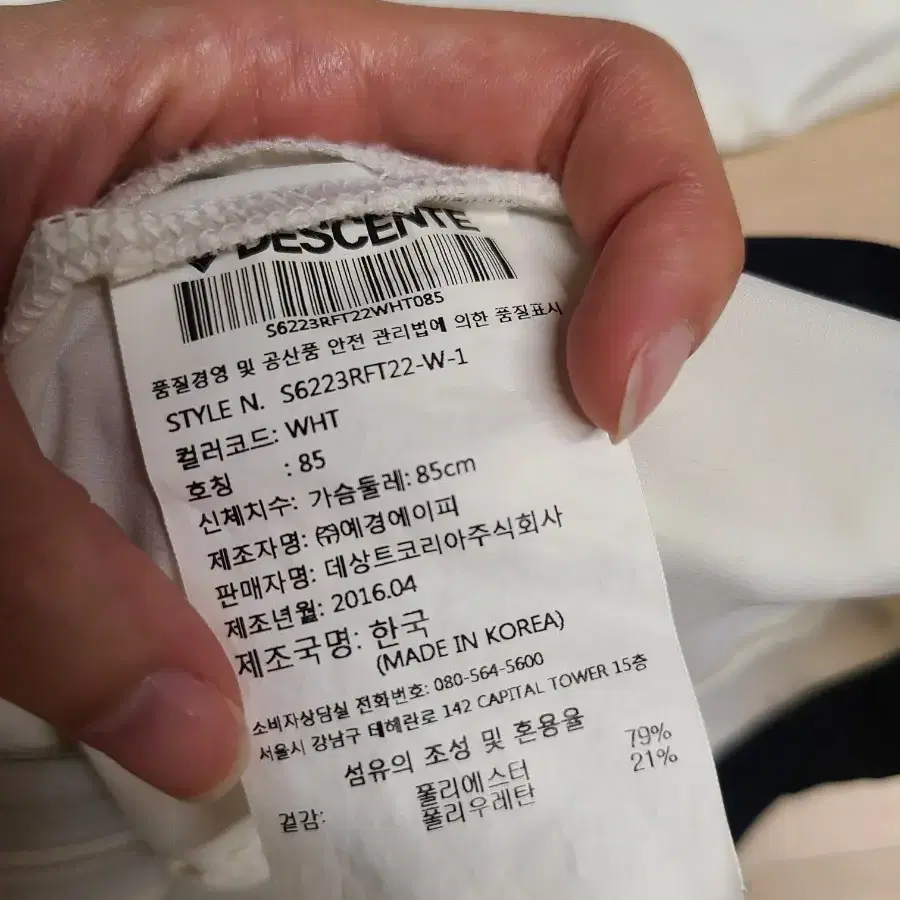 DESCENTE
S6223RFT22WHT085
품질경영 및 공산품 안전 관리법에 의한 품질표시
STYLE N. S6223RFT22-W-1
컬러코드: WHT
호칭 : 85
신체치수: 가슴둘레: 85cm
제조자명: ㈜예경에이피
판매자명: 데상트코리아주식회사
제조년월: 2016.04
제조국명: 한국
(MADE IN KOREA)
소비자상담실 전화번호: 080-564-5600
서울시 강남구 테헤란로 142 CAPITAL TOWER 15층
섬유의 조성 및 혼용율
폴리에스터 79%
겉감: 폴리우레탄 21%